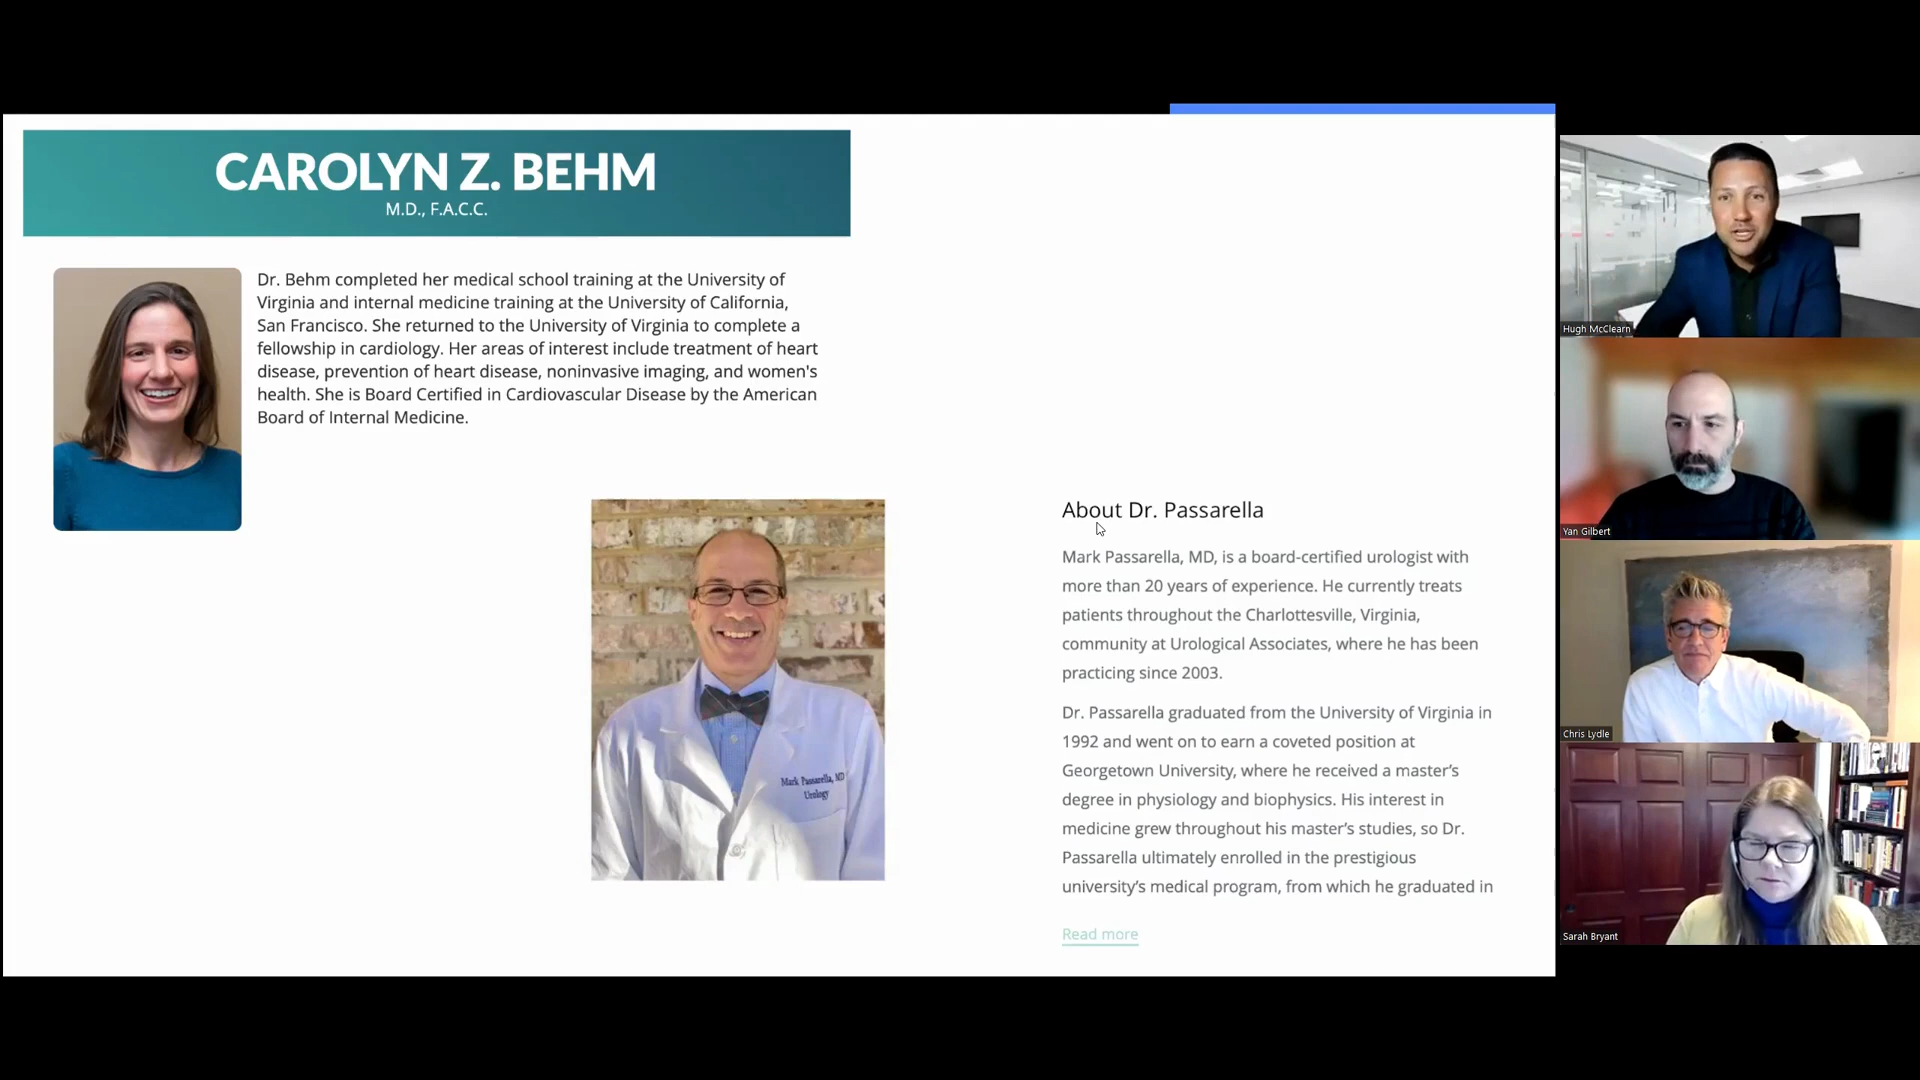 CAROLYN Z. BEHM
M.D., F.A.C.C.
Dr. Behm completed her medical school training at the University of
Virginia and internal medicine training at the University of California,
San Francisco. She returned to the University of Virginia to complete a
fellowship in cardiology. Her areas of interest include treatment of heart
disease, prevention of heart disease, noninvasive imaging, and women's
health. She is Board Certified in Cardiovascular Disease by the American
Board of Internal Medicine.
Mark Passarella, MD
Urology
About Dr. Passarella
Mark Passarella, MD, is a board-certified urologist with
more than 20 years of experience. He currently treats
patients throughout the Charlottesville, Virginia,
community at Urological Associates, where he has been
practicing since 2003.
Dr. Passarella graduated from the University of Virginia in
1992 and went on to earn a coveted position at
Georgetown University, where he received a master's
degree in physiology and biophysics. His interest in
medicine grew throughout his master's studies, so Dr.
Passarella ultimately enrolled in the prestigious
university's medical program, from which he graduated in
Read more
Hugh McClearn
Yan Gilbert
Chris Lydle
Sarah Bryant